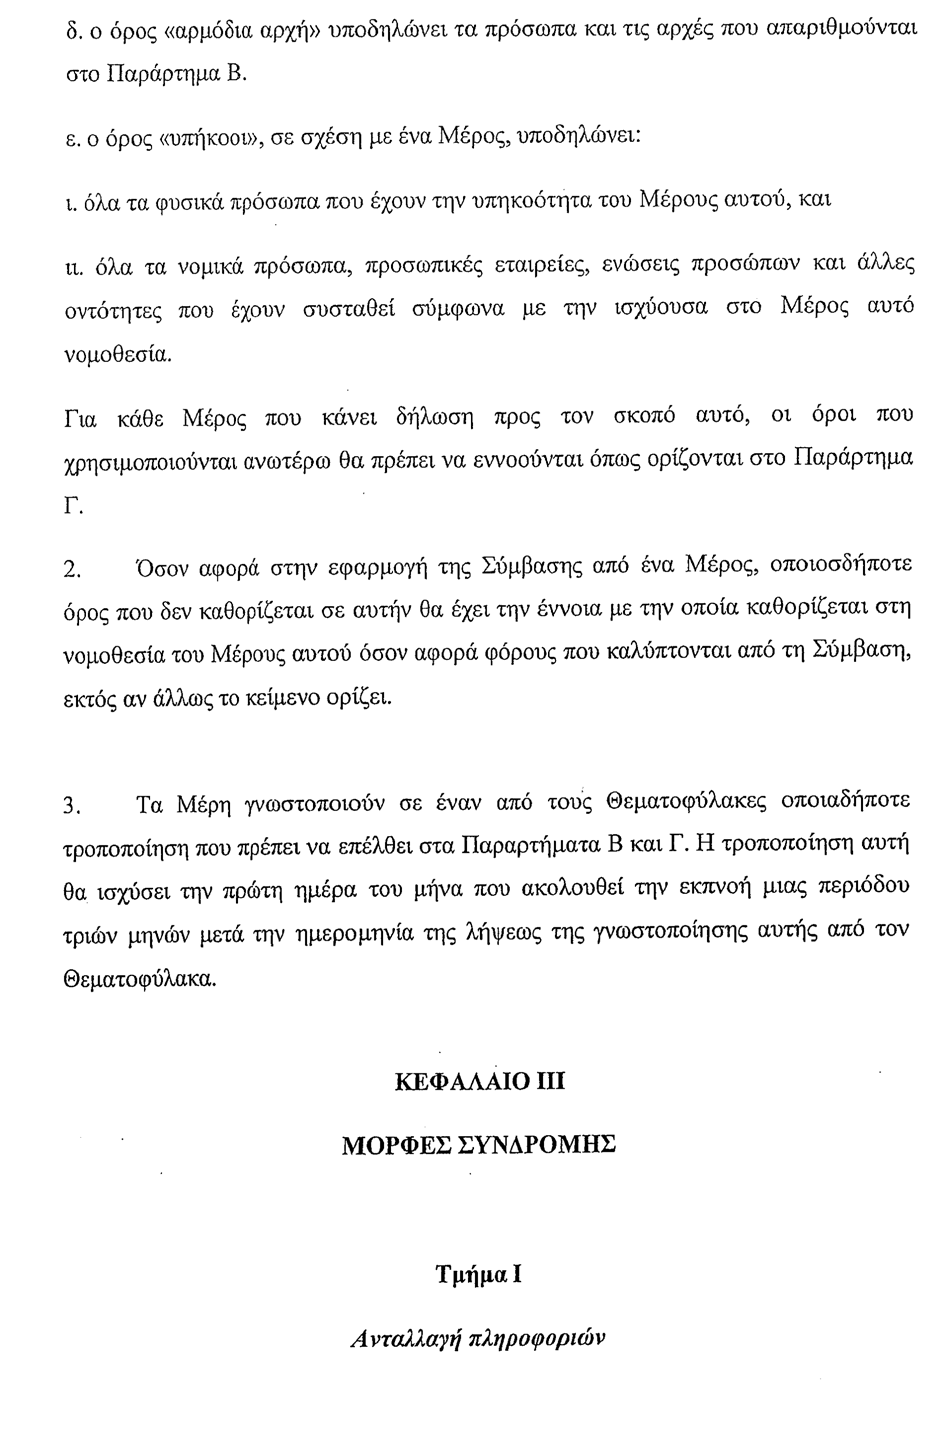 δ. ο όρος «αρμόδια αρχή» υποδηλώνει τα πρόσωπα και τις αρχές που απαριθμούνται
στο Παράρτημα Β.
ε. ο όρος «υπήκοοι», σε σχέση με ένα Μέρος, υποδηλώνει:
ι. όλα τα φυσικά πρόσωπα που έχουν την υπηκοότητα του Μέρους αυτού, και
ιι. όλα τα νομικά πρόσωπα, προσωπικές εταιρείες, ενώσεις προσώπων και άλλες
οντότητες που έχουν συσταθεί σύμφωνα με την ισχύουσα στο Μέρος αυτό
νομοθεσία.
Για κάθε Μέρος που κάνει δήλωση προς τον σκοπό αυτό, οι όροι που
χρησιμοποιούνται ανωτέρω θα πρέπει να εννοούνται όπως ορίζονται στο Παράρτημα
Γ.
2. Όσον αφορά στην εφαρμογή της Σύμβασης από ένα Μέρος, οποιοσδήποτε
όρος που δεν καθορίζεται σε αυτήν θα έχει την έννοια με την οποία καθορίζεται στη
νομοθεσία του Μέρους αυτού όσον αφορά φόρους που καλύπτονται από τη Σύμβαση,
εκτός αν άλλως το κείμενο ορίζει.
3. Τα Μέρη γνωστοποιούν σε έναν από τους Θεματοφύλακες οποιαδήποτε
τροποποίηση που πρέπει να επέλθει στα Παραρτήματα Β και Γ. Η τροποποίηση αυτή
θα ισχύσει την πρώτη ημέρα του μήνα που ακολουθεί την εκπνοή μιας περιόδου
τριών μηνών μετά την ημερομηνία της λήψεως της γνωστοποίησης αυτής από τον
Θεματοφύλακα.
ΚΕΦΑΛΑΙΟ ΙΙΙ
ΜΟΡΦΕΣ ΣΥΝΔΡΟΜΗΣ
Τμήμα Ι
Ανταλλαγή πληροφοριών